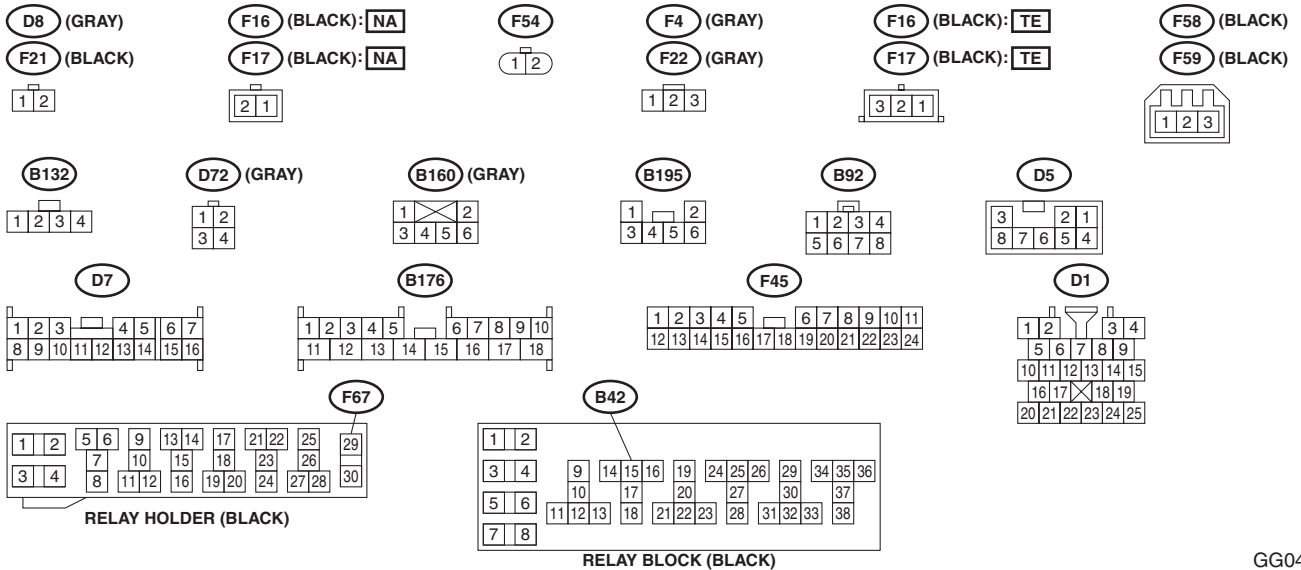 D8 (GRAY) F16 (BLACK): NA F54 F4 (GRAY) F16 (BLACK): TE F58 (BLACK)
F21 (BLACK) F17 (BLACK): NA F22 (GRAY) F17 (BLACK): TE F59 (BLACK)
1 2 2 1 1 2 1 2 3 3 2 1 1 2 3
B132 D72 (GRAY) B160 (GRAY) B195 B92 D5
1 2 3 4
1 2
3 4
1 2
3 4 5 6
1 2
3 4 5 6
1 2 3 4
5 6 7 8
3 2 1
8 7 6 5 4
D7 B176 F45 D1
1 2 3 4 5 6 7
8 9 10 11 12 13 14 15 16
1 2 3 4 5 6 7 8 9 10
11 12 13 14 15 16 17 18
1 2 3 4 5 6 7 8 9 10 11
12 13 14 15 16 17 18 19 20 21 22 23 24
1 2 3 4
5 6 7 8 9
10 11 12 13 14 15
16 17 18 19
20 21 22 23 24 25
F67
1 2 5 6 9 13 14 17 21 22 25 29
7 10 15 18 23 26
3 4 8 11 12 16 19 20 24 27 28 30
RELAY HOLDER (BLACK)
B42
1 2
3 4 9 14 15 16 19 24 25 26 29 34 35 36
10 17 20 27 30 37
5 6 11 12 13 18 21 22 23 28 31 32 33 38
7 8
RELAY BLOCK (BLACK)
GG04